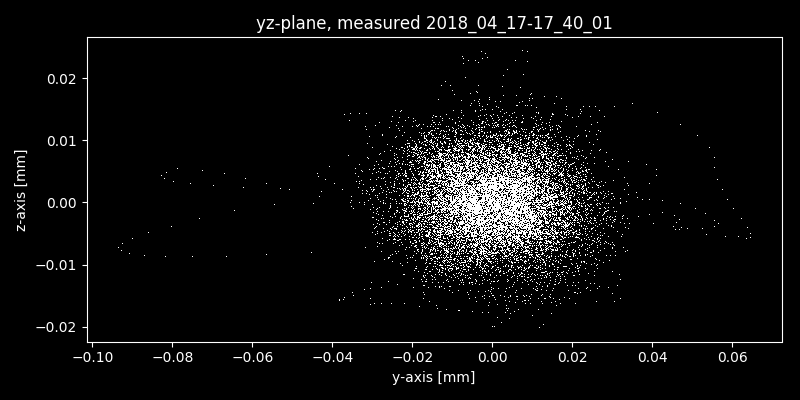 yz-plane, measured 2018_04_17-17_40_01
z-axis [mm]
0.02
0.01
0.00
−0.01
−0.02
−0.10 −0.08 −0.06 −0.04 −0.02 0.00 0.02 0.04 0.06
y-axis [mm]